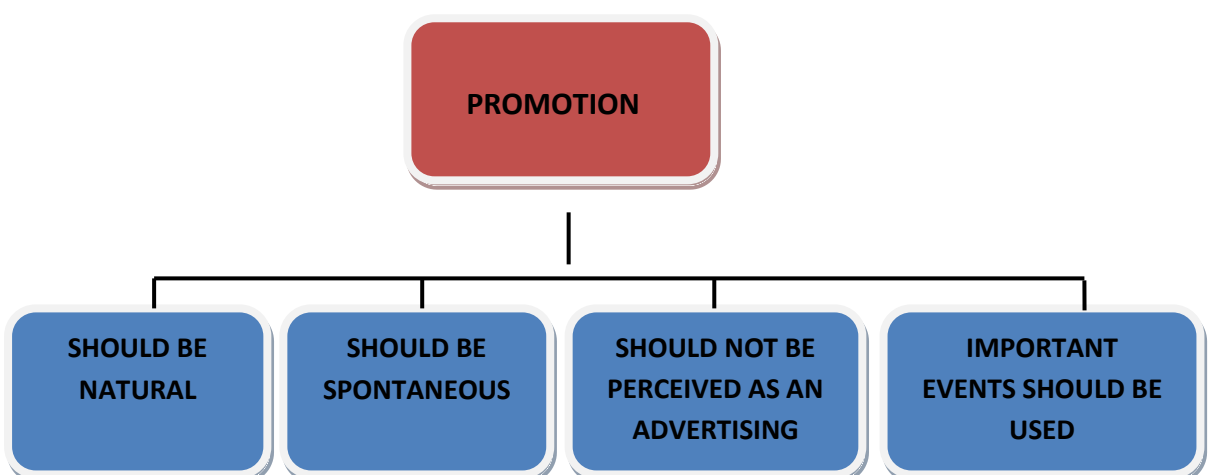 PROMOTION
SHOULD BE
NATURAL
SHOULD BE
SPONTANEOUS
SHOULD NOT BE
PERCEIVED AS AN
ADVERTISING
IMPORTANT
EVENTS SHOULD BE
USED